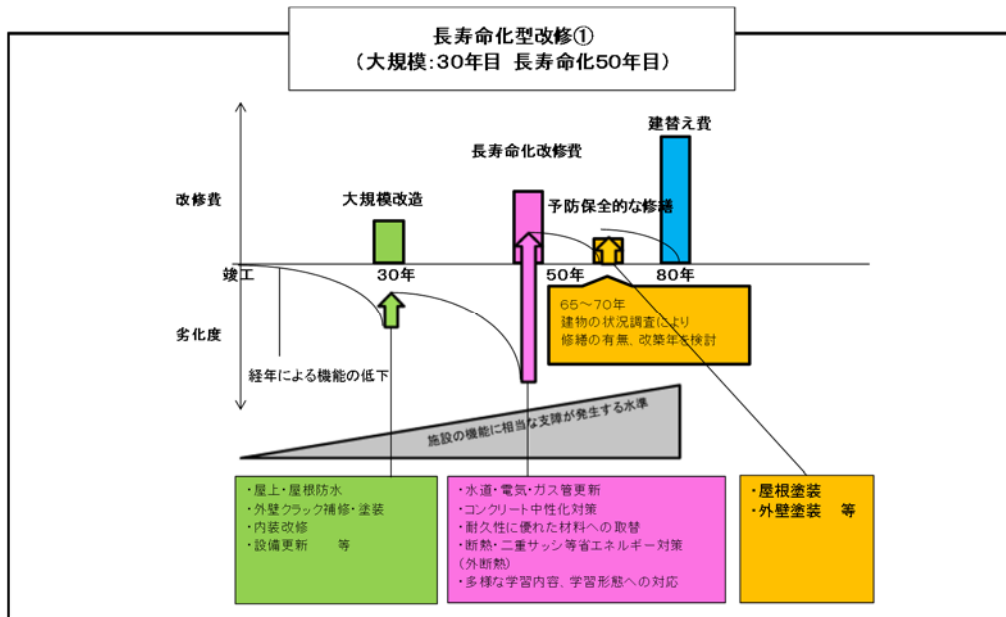 長寿命化型改修①
(大規模:30年目 長寿命化50年目)
建替え費
長寿命化改修費
改修費
大規模改造
予防保全的な修繕
竣工
30年
50年
80年
65～70年
建物の状況調査により
修繕の有無、改築年を検討
劣化度
経年による機能の低下
施設の機能に相当な支障が発生する水準
・屋上・屋根防水
・外壁クラック補修・塗装
・内装改修
・設備更新　等
・水道・電気・ガス管更新
・コンクリート中性化対策
・耐久性に優れた材料への取替
・断熱・二重サッシ等省エネルギー対策
(外断熱)
・多様な学習内容、学習形態への対応
・屋根塗装
・外壁塗装　等